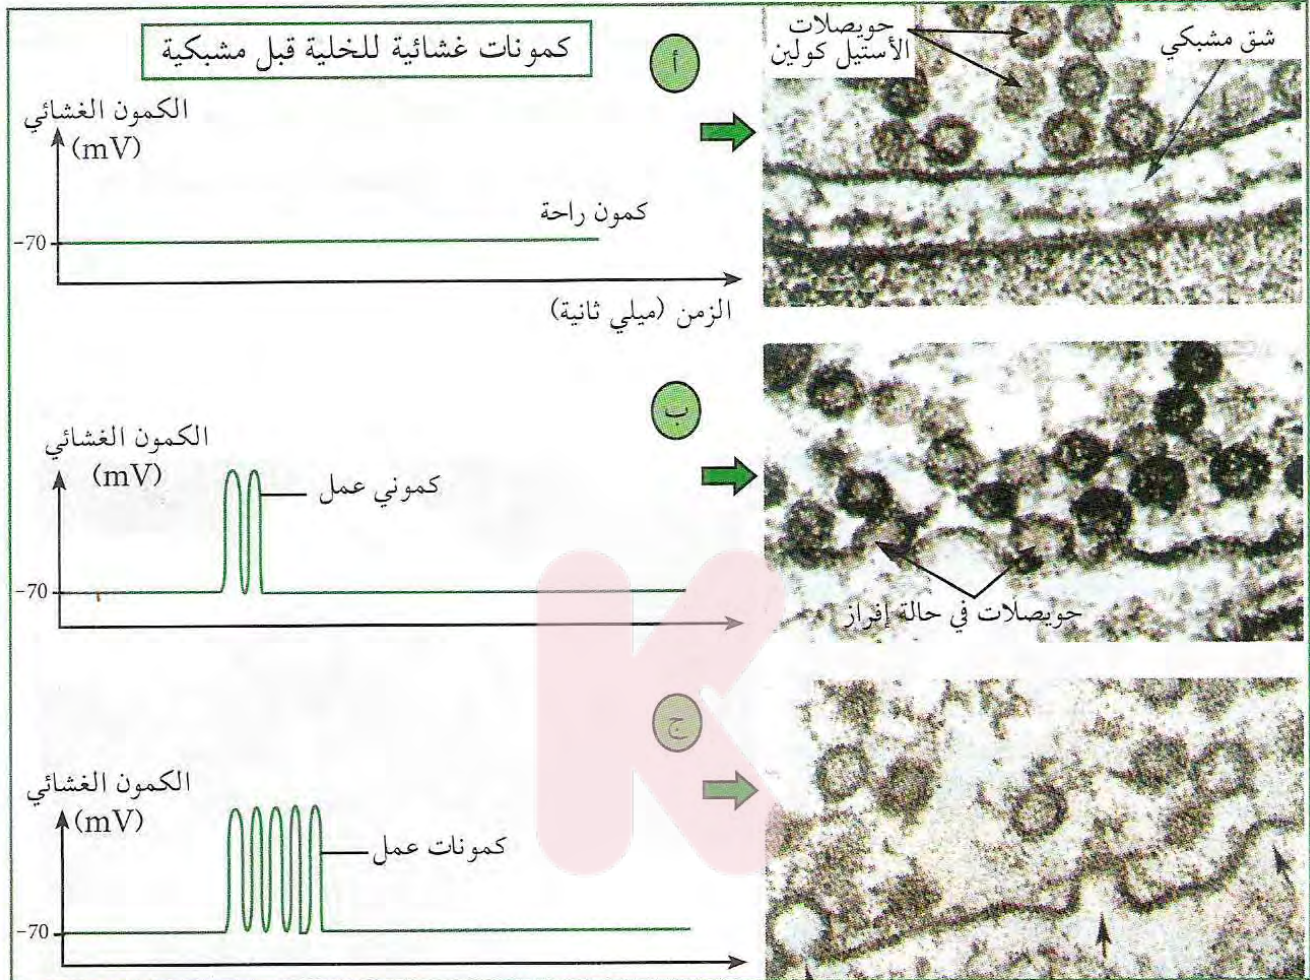 كمونات غشائية للخلية قبل مشبكية
أ
حويصلات
الأستيل كولين
شق مشبكي
الكمون الغشائي
(mV)
كمون راحة
-70
الزمن (ميلي ثانية)
ب
الكمون الغشائي
(mV)
كموني عمل
-70
حويصلات في حالة إفراز
K
ج
الكمون الغشائي
(mV)
كمونات عمل
-70